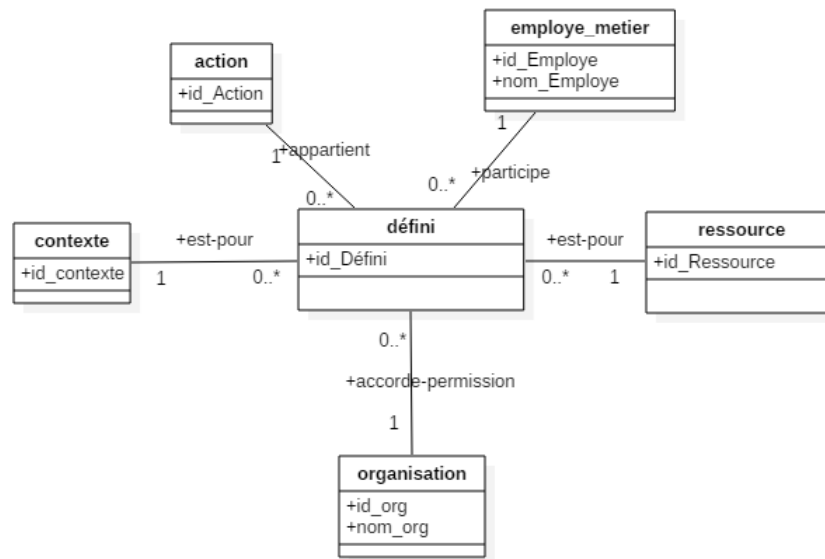 employe_metier
+id_Employe
+nom_Employe
action
+id_Action
1
+appartient
0..*
1
+participe
0..*
contexte
+id_contexte
+est-pour
1
0..*
défini
+id_Défini
+est-pour
0..*
1
ressource
+id_Ressource
0..*
+accorde-permission
1
organisation
+id_org
+nom_org